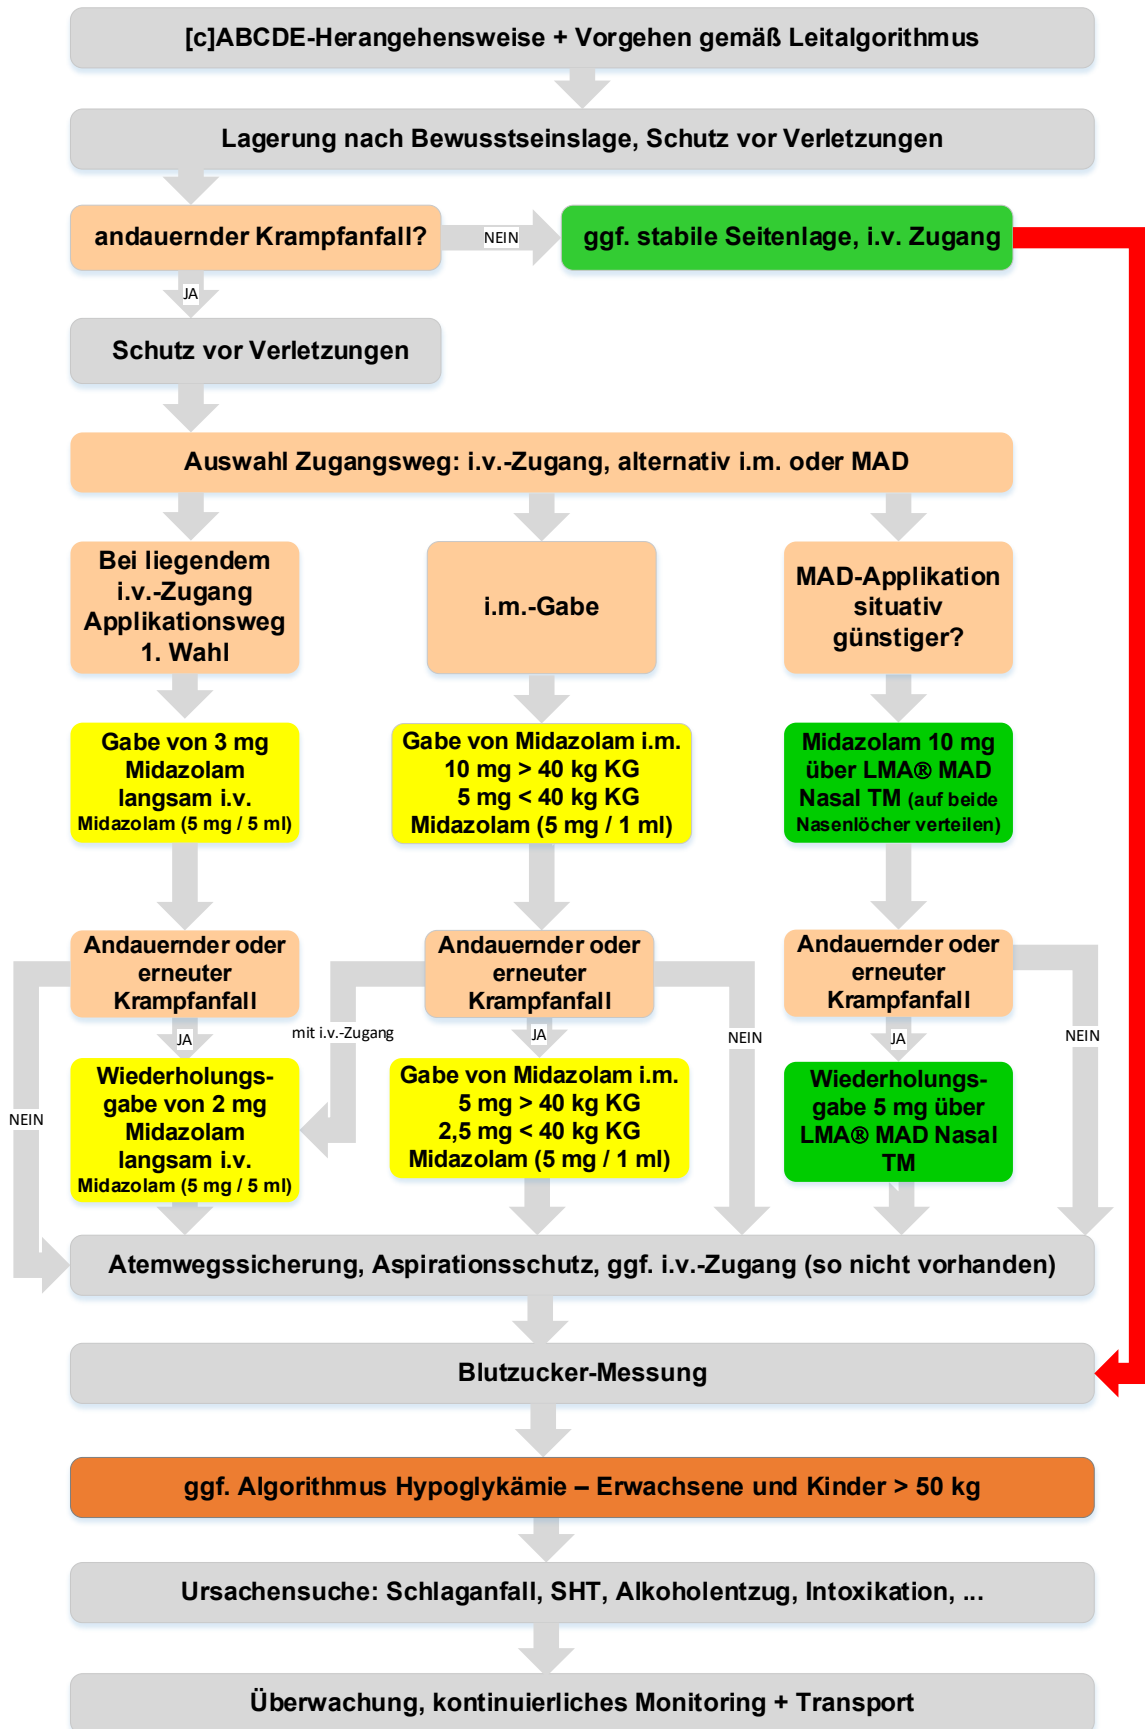 [c]ABCDE-Herangehensweise + Vorgehen gemäß Leitalgorithmus
Lagerung nach Bewusstseinslage, Schutz vor Verletzungen
andauernder Krampfanfall?
NEIN
ggf. stabile Seitenlage, i.v. Zugang
JA
Schutz vor Verletzungen
Auswahl Zugangsweg: i.v.-Zugang, alternativ i.m. oder MAD
Bei liegendem
i.v.-Zugang
Applikationsweg
1. Wahl
i.m.-Gabe
MAD-Applikation
situativ
günstiger?
Gabe von 3 mg
Midazolam
langsam i.v.
Midazolam (5 mg / 5 ml)
Gabe von Midazolam i.m.
10 mg > 40 kg KG
5 mg < 40 kg KG
Midazolam (5 mg / 1 ml)
Midazolam 10 mg
über LMA® MAD
Nasal TM (auf beide
Nasenlöcher verteilen)
Andauernder oder
erneuter
Krampfanfall
Andauernder oder
erneuter
Krampfanfall
Andauernder oder
erneuter
Krampfanfall
JA
mit i.v.-Zugang
JA
NEIN
JA
NEIN
NEIN
Wiederholungs-
gabe von 2 mg
Midazolam
langsam i.v.
Midazolam (5 mg / 5 ml)
Gabe von Midazolam i.m.
5 mg > 40 kg KG
2,5 mg < 40 kg KG
Midazolam (5 mg / 1 ml)
Wiederholungs-
gabe 5 mg über
LMA® MAD Nasal
TM
Atemwegssicherung, Aspirationsschutz, ggf. i.v.-Zugang (so nicht vorhanden)
Blutzucker-Messung
ggf. Algorithmus Hypoglykämie – Erwachsene und Kinder > 50 kg
Ursachensuche: Schlaganfall, SHT, Alkoholentzug, Intoxikation, ...
Überwachung, kontinuierliches Monitoring + Transport